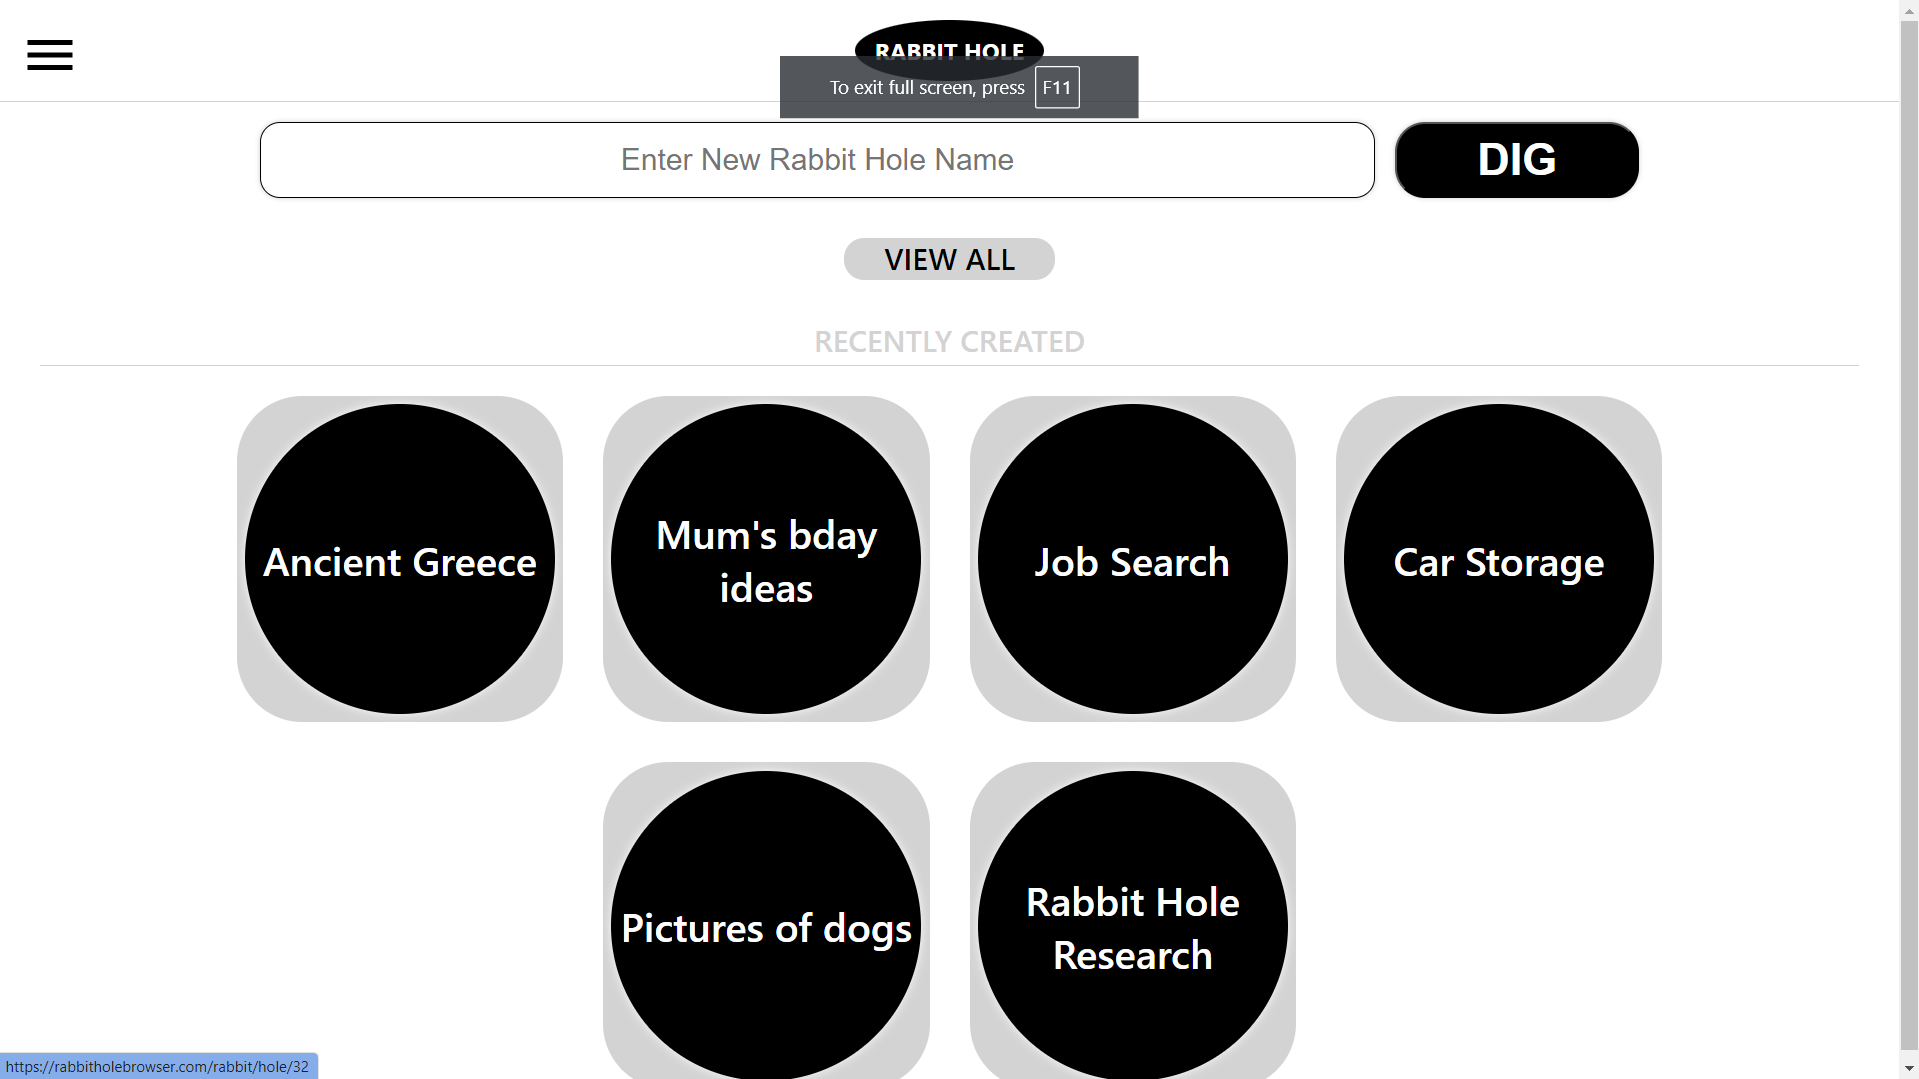 RABBIT HOLE
To exit full screen, press F11
Enter New Rabbit Hole Name
DIG
VIEW ALL
RECENTLY CREATED
Ancient Greece
Mum's bday
ideas
Job Search
Car Storage
Pictures of dogs
Rabbit Hole
Research
https://rabbitholebrowser.com/rabbit/hole/32